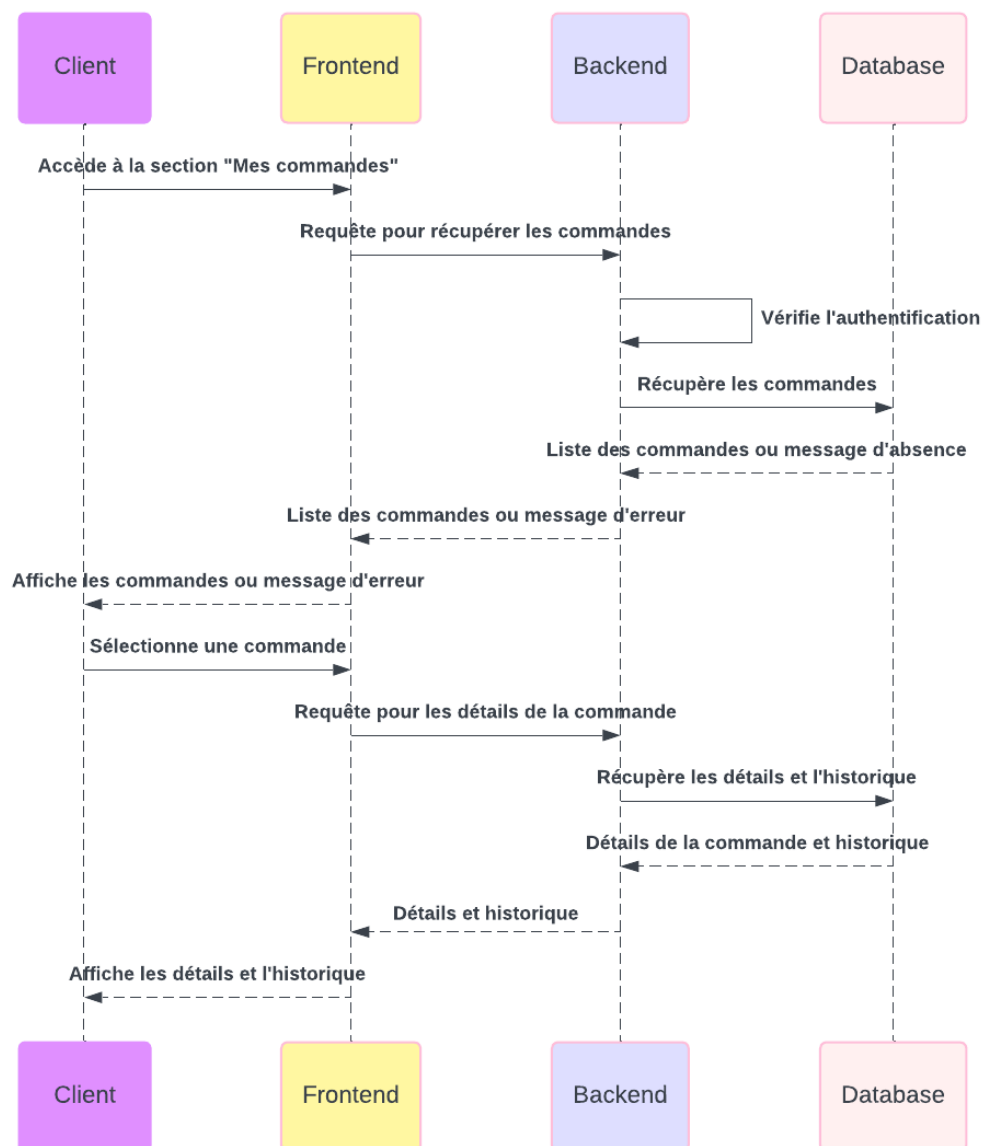 Client
Frontend
Backend
Database
Accède à la section "Mes commandes"
Requête pour récupérer les commandes
Vérifie l'authentification
Récupère les commandes
Liste des commandes ou message d'absence
Liste des commandes ou message d'erreur
Affiche les commandes ou message d'erreur
Sélectionne une commande
Requête pour les détails de la commande
Récupère les détails et l'historique
Détails de la commande et historique
Détails et historique
Affiche les détails et l'historique
Client
Frontend
Backend
Database